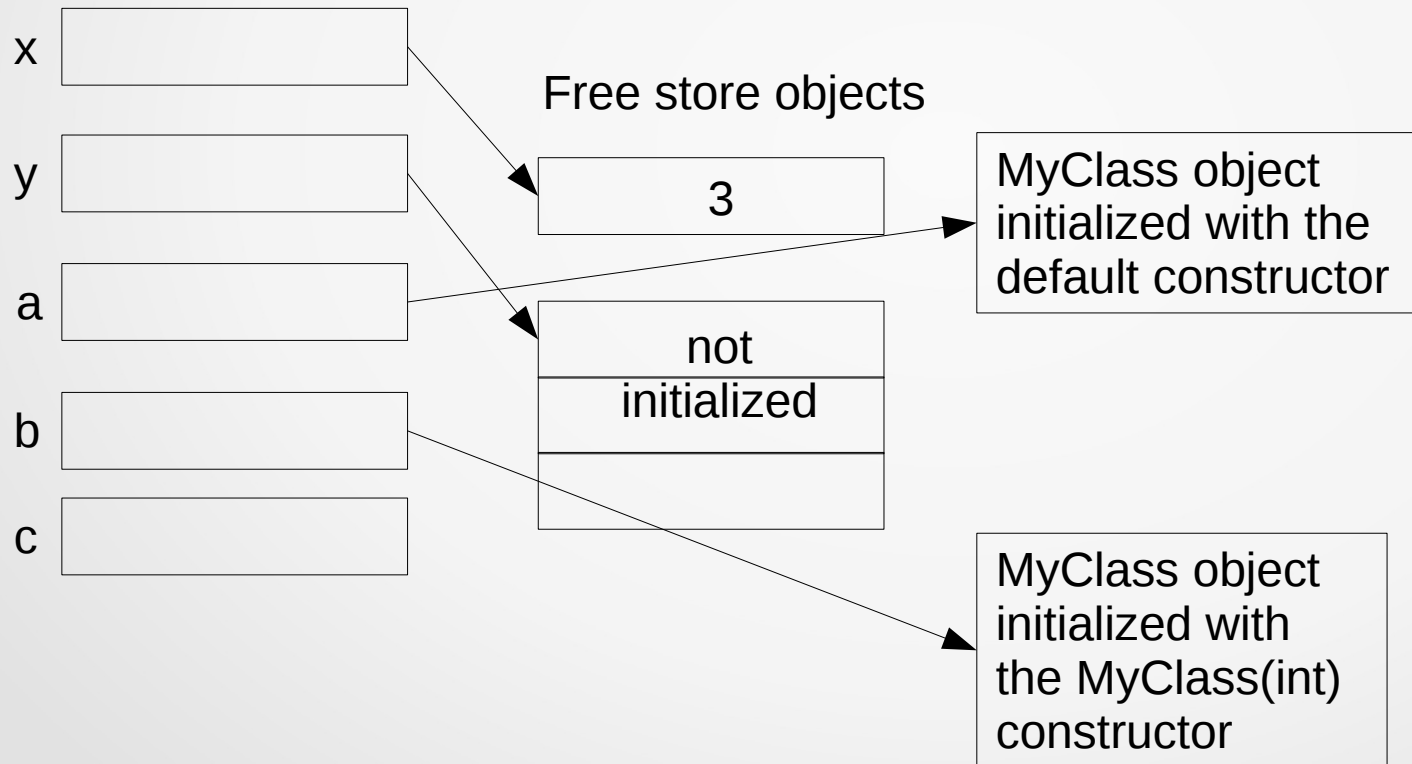 x
y
a
b
c
Free store objects
3
not
initialized
MyClass object
initialized with the
default constructor
MyClass object
initialized with
the MyClass(int)
constructor